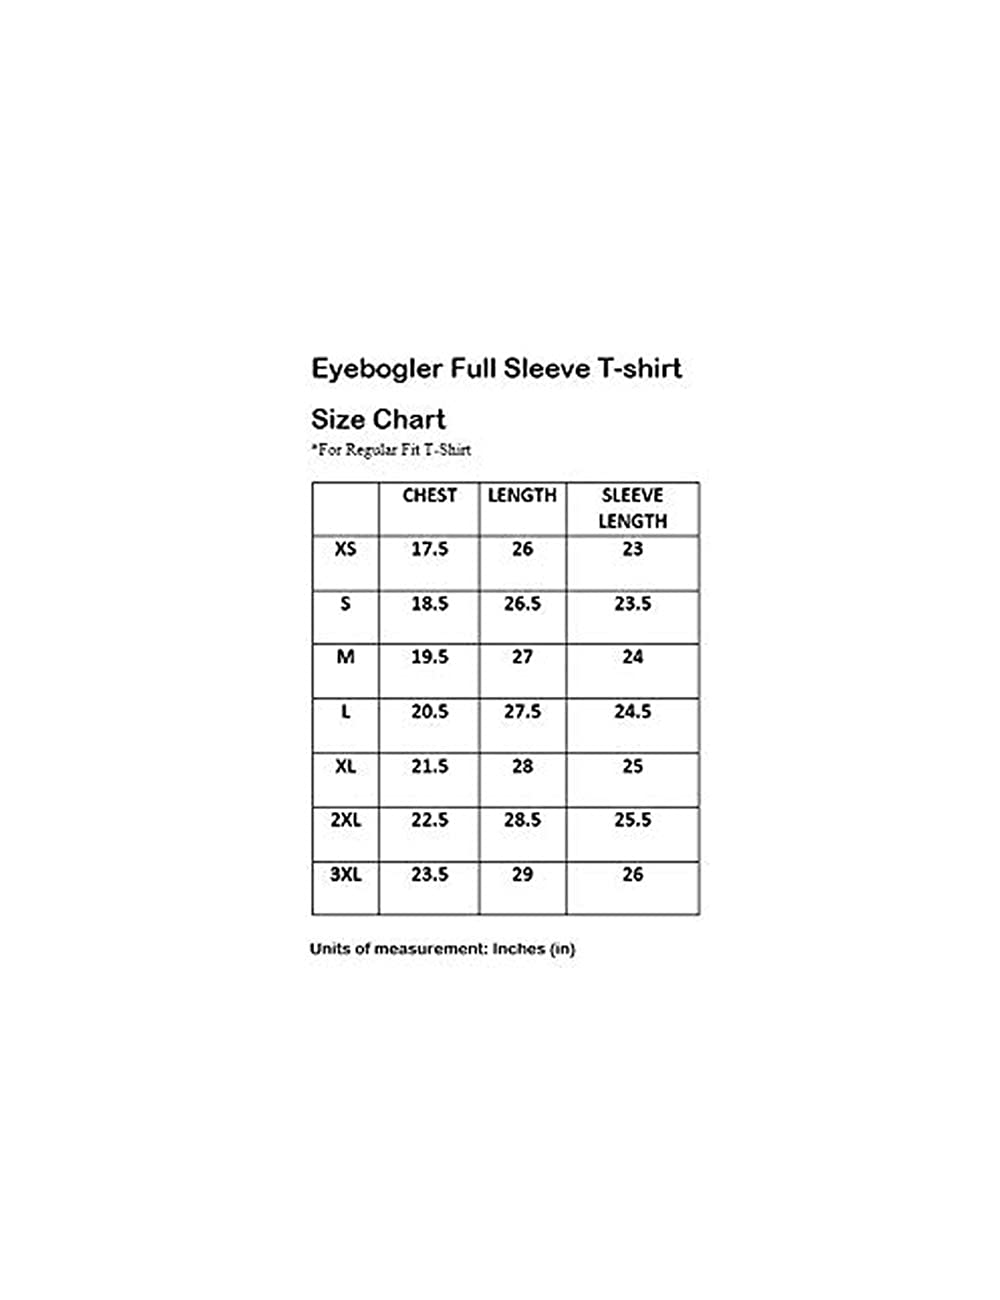 Eyebogler Full Sleeve T-shirt
Size Chart
*For Regular Fit T-Shirt
CHEST LENGTH SLEEVE LENGTH
XS 17.5 26 23
S 18.5 26.5 23.5
M 19.5 27 24
L 20.5 27.5 24.5
XL 21.5 28 25
2XL 22.5 28.5 25.5
3XL 23.5 29 26
Units of measurement: Inches (in)